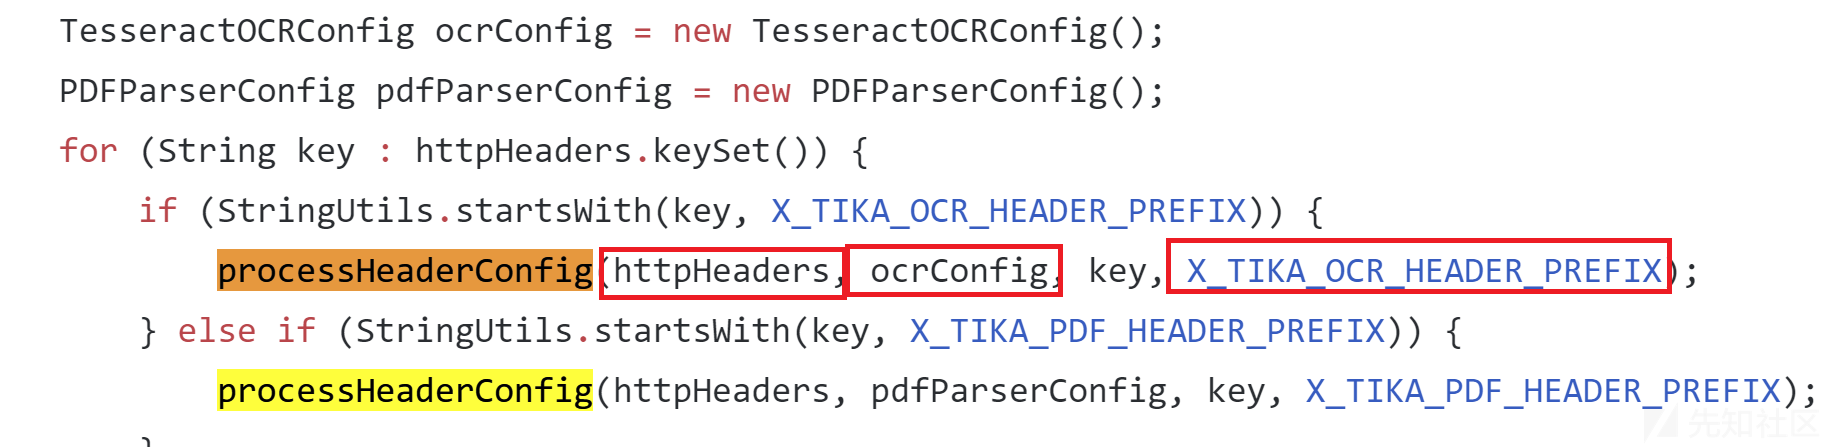 TesseractOCRConfig ocrConfig = new TesseractOCRConfig();
PDFParserConfig pdfParserConfig = new PDFParserConfig();
for (String key : httpHeaders.keySet()) {
if (StringUtils.startsWith(key, X_TIKA_OCR_HEADER_PREFIX)) {
processHeaderConfig(httpHeaders, ocrConfig, key, X_TIKA_OCR_HEADER_PREFIX);
} else if (StringUtils.startsWith(key, X_TIKA_PDF_HEADER_PREFIX)) {
processHeaderConfig(httpHeaders, pdfParserConfig, key, X_TIKA_PDF_HEADER_PREFIX);
}
先知社区